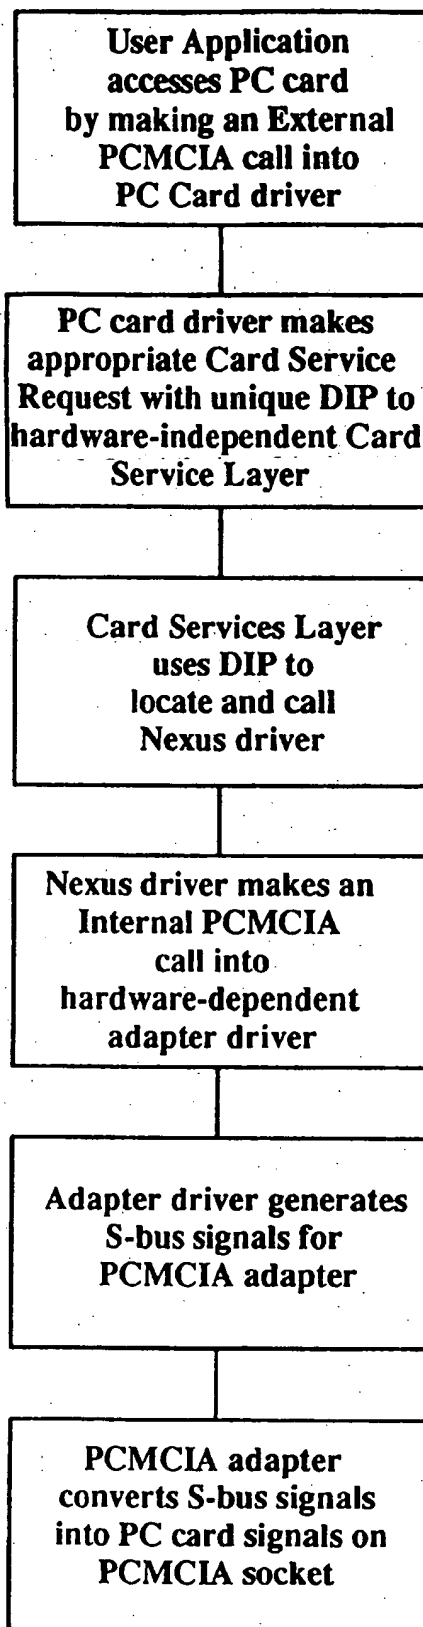 User Application
accesses PC card
by making an External
PCMCIA call into
PC Card driver
PC card driver makes
appropriate Card Service
Request with unique DIP to
hardware-independent Card
Service Layer
Card Services Layer
uses DIP to
locate and call
Nexus driver
Nexus driver makes an
Internal PCMCIA
call into
hardware-dependent
adapter driver
Adapter driver generates
S-bus signals for
PCMCIA adapter
PCMCIA adapter
converts S-bus signals
into PC card signals on
PCMCIA socket